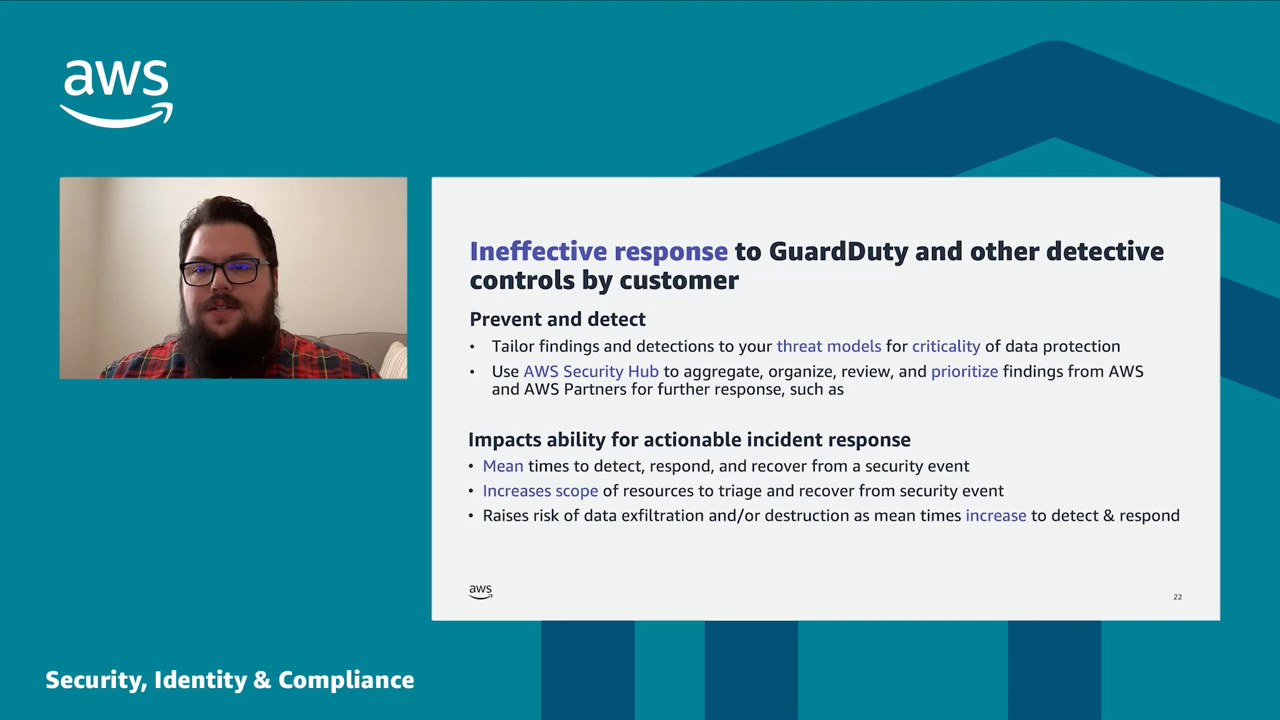 aws
Ineffective response to GuardDuty and other detective
controls by customer
Prevent and detect
• Tailor findings and detections to your threat models for criticality of data protection
• Use AWS Security Hub to aggregate, organize, review, and prioritize findings from AWS
and AWS Partners for further response, such as
Impacts ability for actionable incident response
• Mean times to detect, respond, and recover from a security event
• Increases scope of resources to triage and recover from security event
• Raises risk of data exfiltration and/or destruction as mean times increase to detect & respond
aws
22
Security, Identity & Compliance